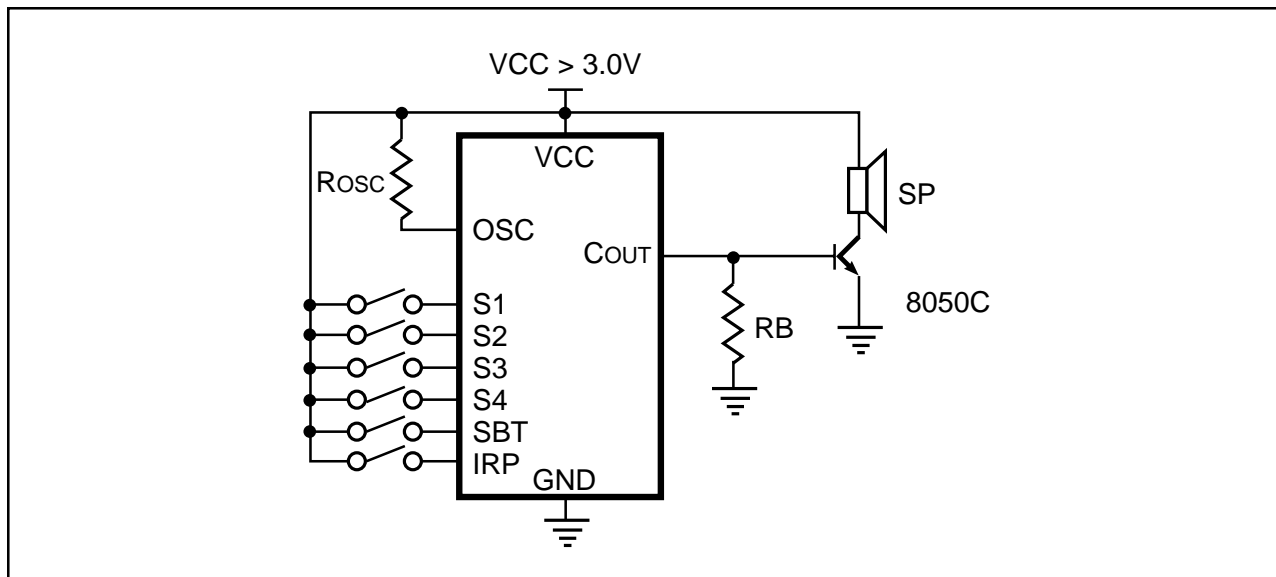 VCC > 3.0V
VCC
ROSC
OSC
COUT
SP
S1
S2
S3
S4
SBT
IRP
GND
RB
8050C